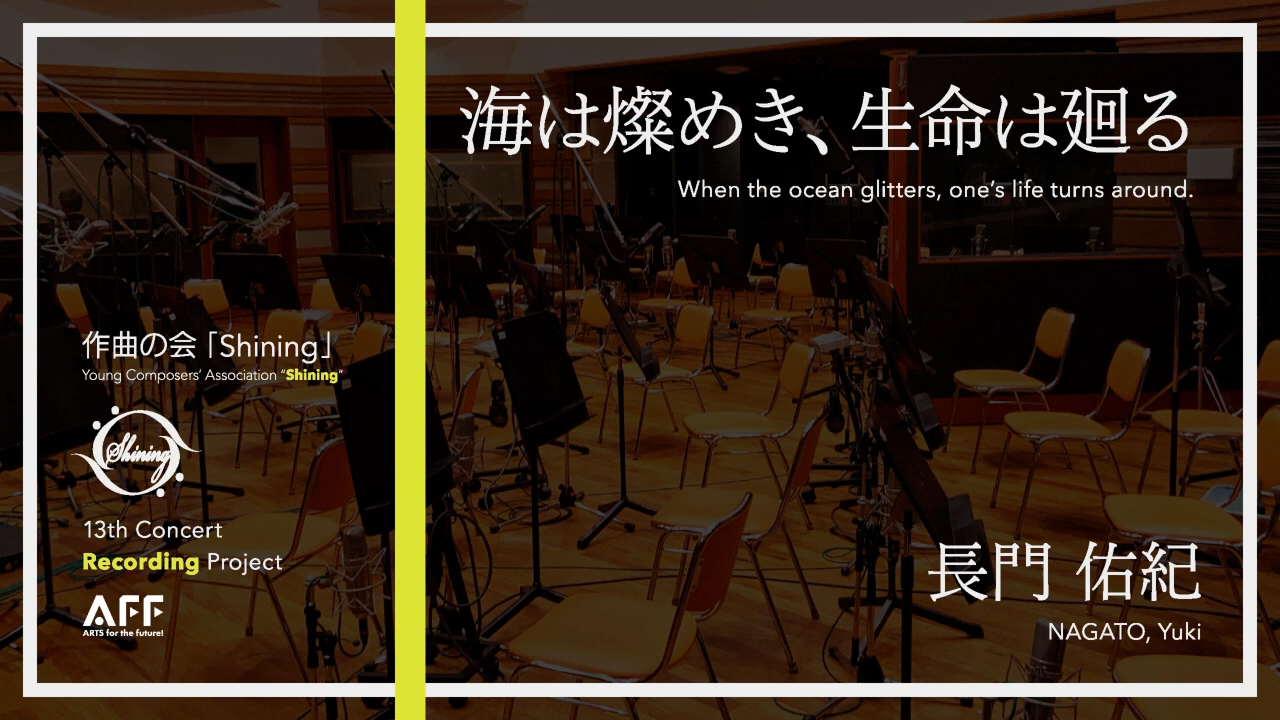 海は燦めき、生命は廻る
When the ocean glitters, one’s life turns around.
作曲の会「Shining」
Young Composers’ Association “Shining”
Shining
13th Concert
Recording Project
AFF
ARTS for the future!
長門 佑紀
NAGATO, Yuki